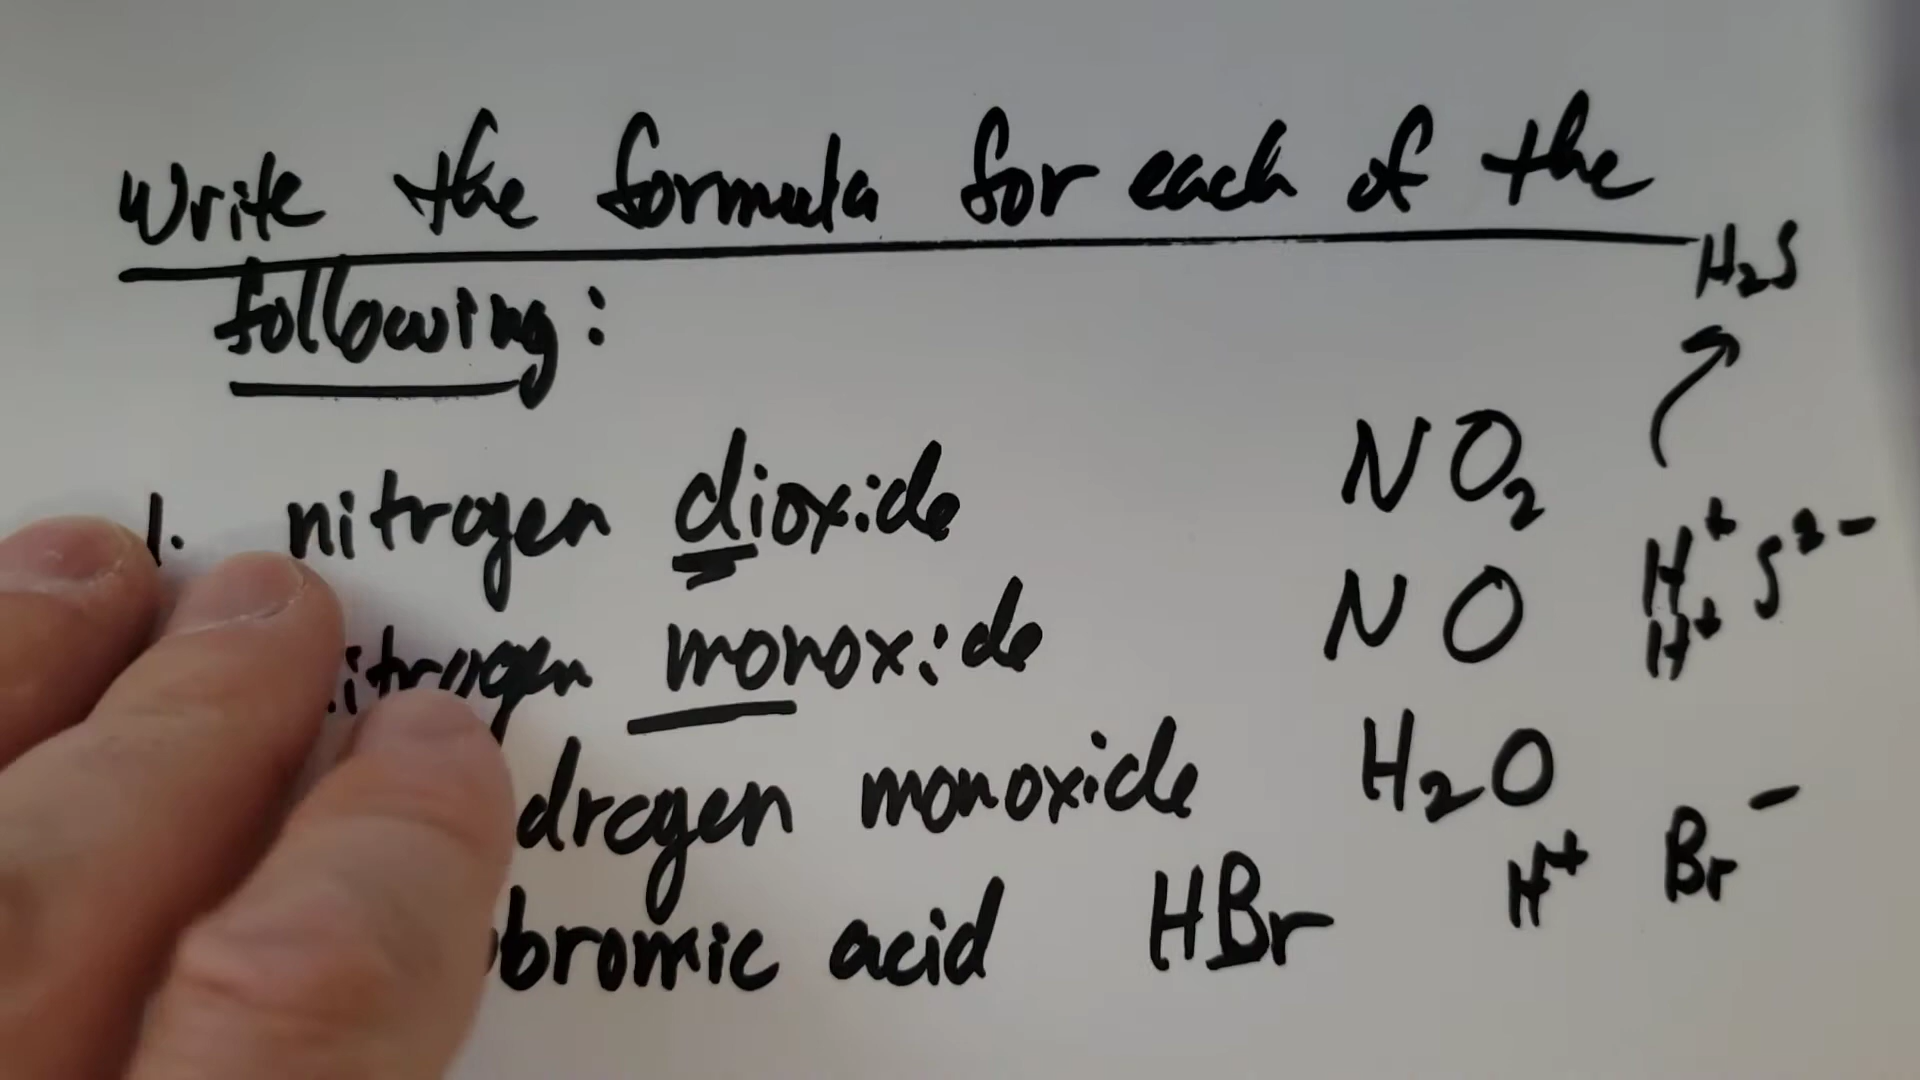 Write the formula for each of the
following:
H₂S
1. nitrogen dioxide NO₂
H⁺ S²⁻
H⁺
itrogen monoxide NO
drogen monoxide H₂O
bromic acid HBr H⁺ Br⁻